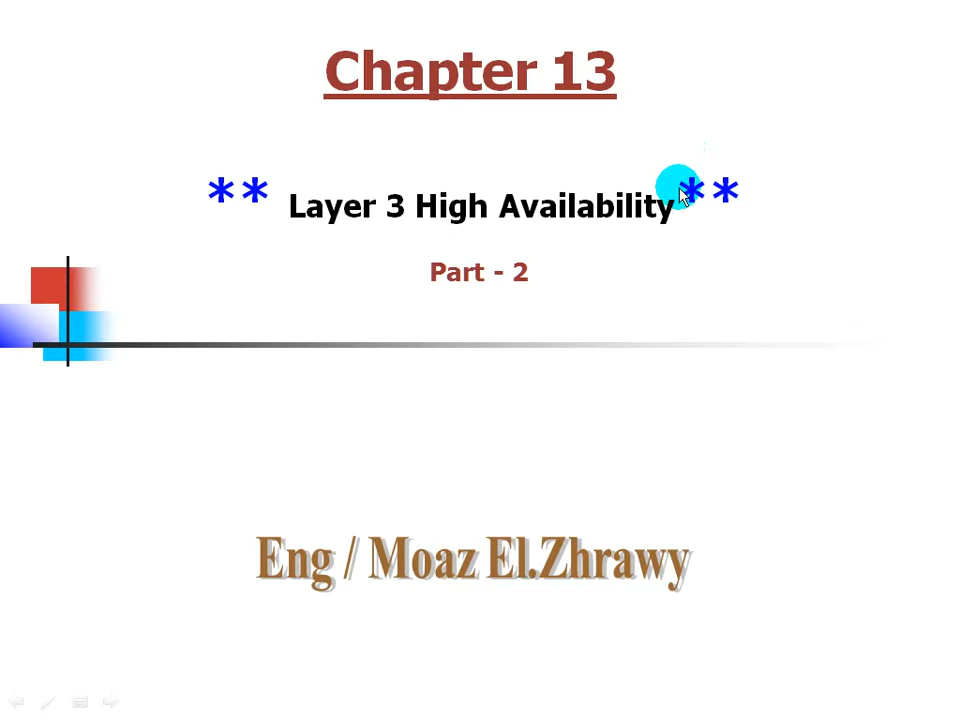 Chapter 13
** Layer 3 High Availability **
Part - 2
Eng / Moaz El.Zhrawy